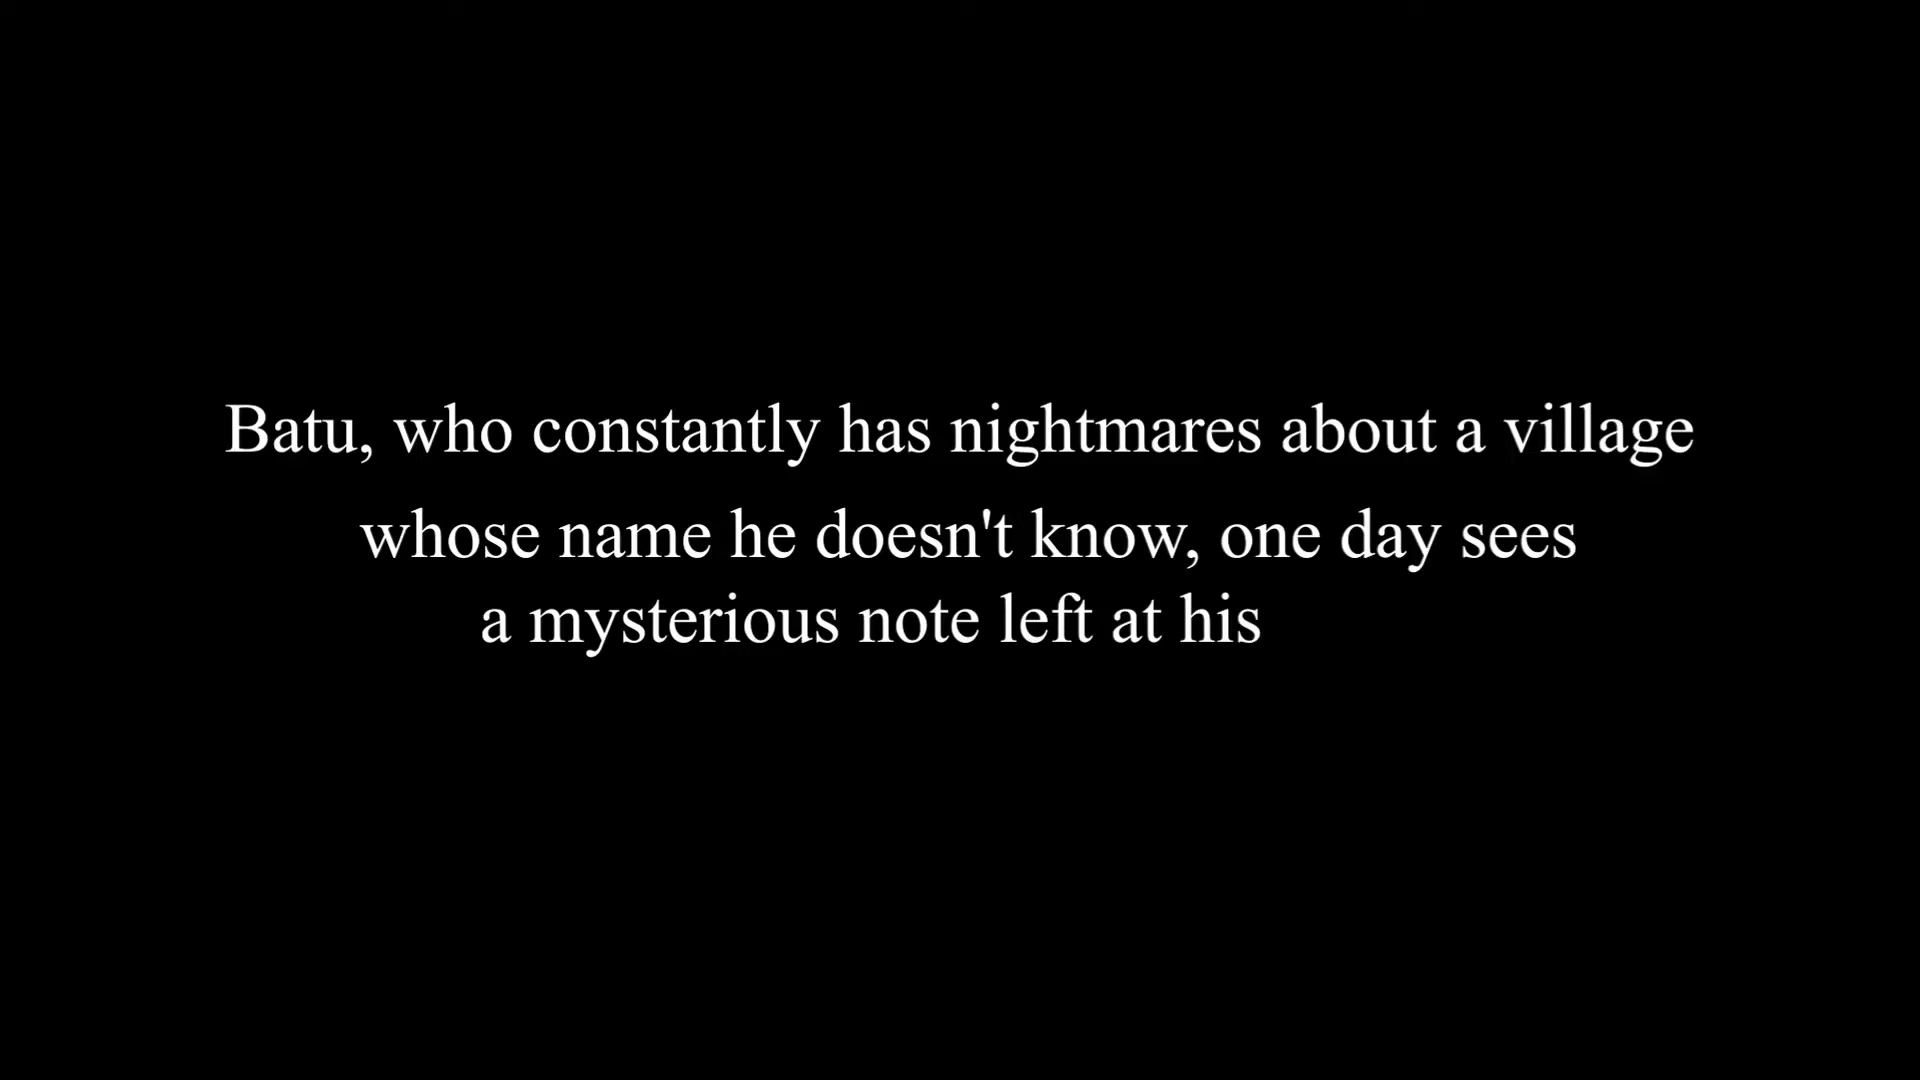 Batu, who constantly has nightmares about a village
whose name he doesn't know, one day sees
a mysterious note left at his